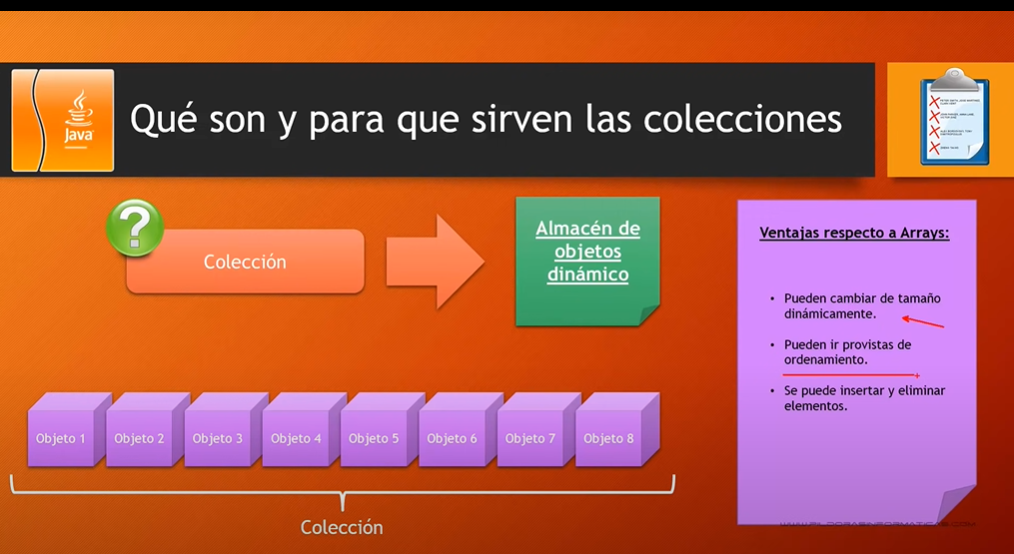 Java
Qué son y para que sirven las colecciones
?
Colección
Almacén de
objetos
dinámico
Ventajas respecto a Arrays:
• Pueden cambiar de tamaño
dinámicamente.
• Pueden ir provistas de
ordenamiento.
• Se puede insertar y eliminar
elementos.
Objeto 1
Objeto 2
Objeto 3
Objeto 4
Objeto 5
Objeto 6
Objeto 7
Objeto 8
Colección